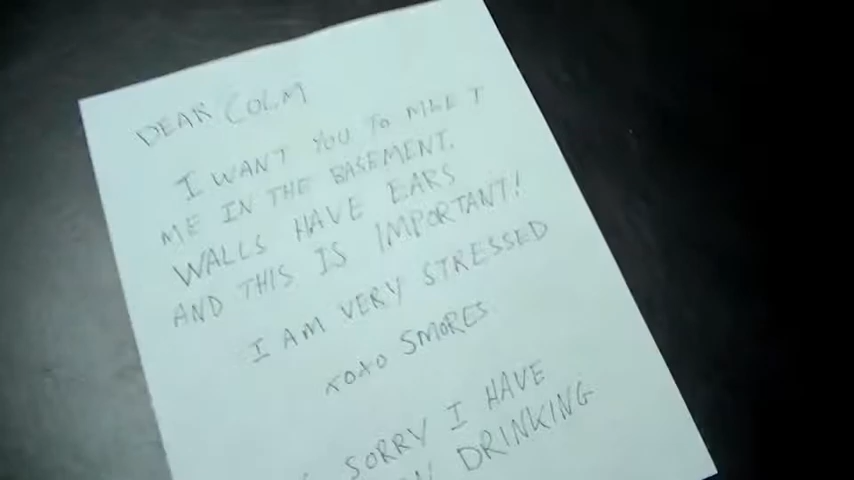 DEAR COLM
I WANT YOU TO MEET
ME IN THE BASEMENT.
WALLS HAVE EARS
AND THIS IS IMPORTANT!
I AM VERY STRESSED
XOXO SMORES
SORRY I HAVE
DRINKING